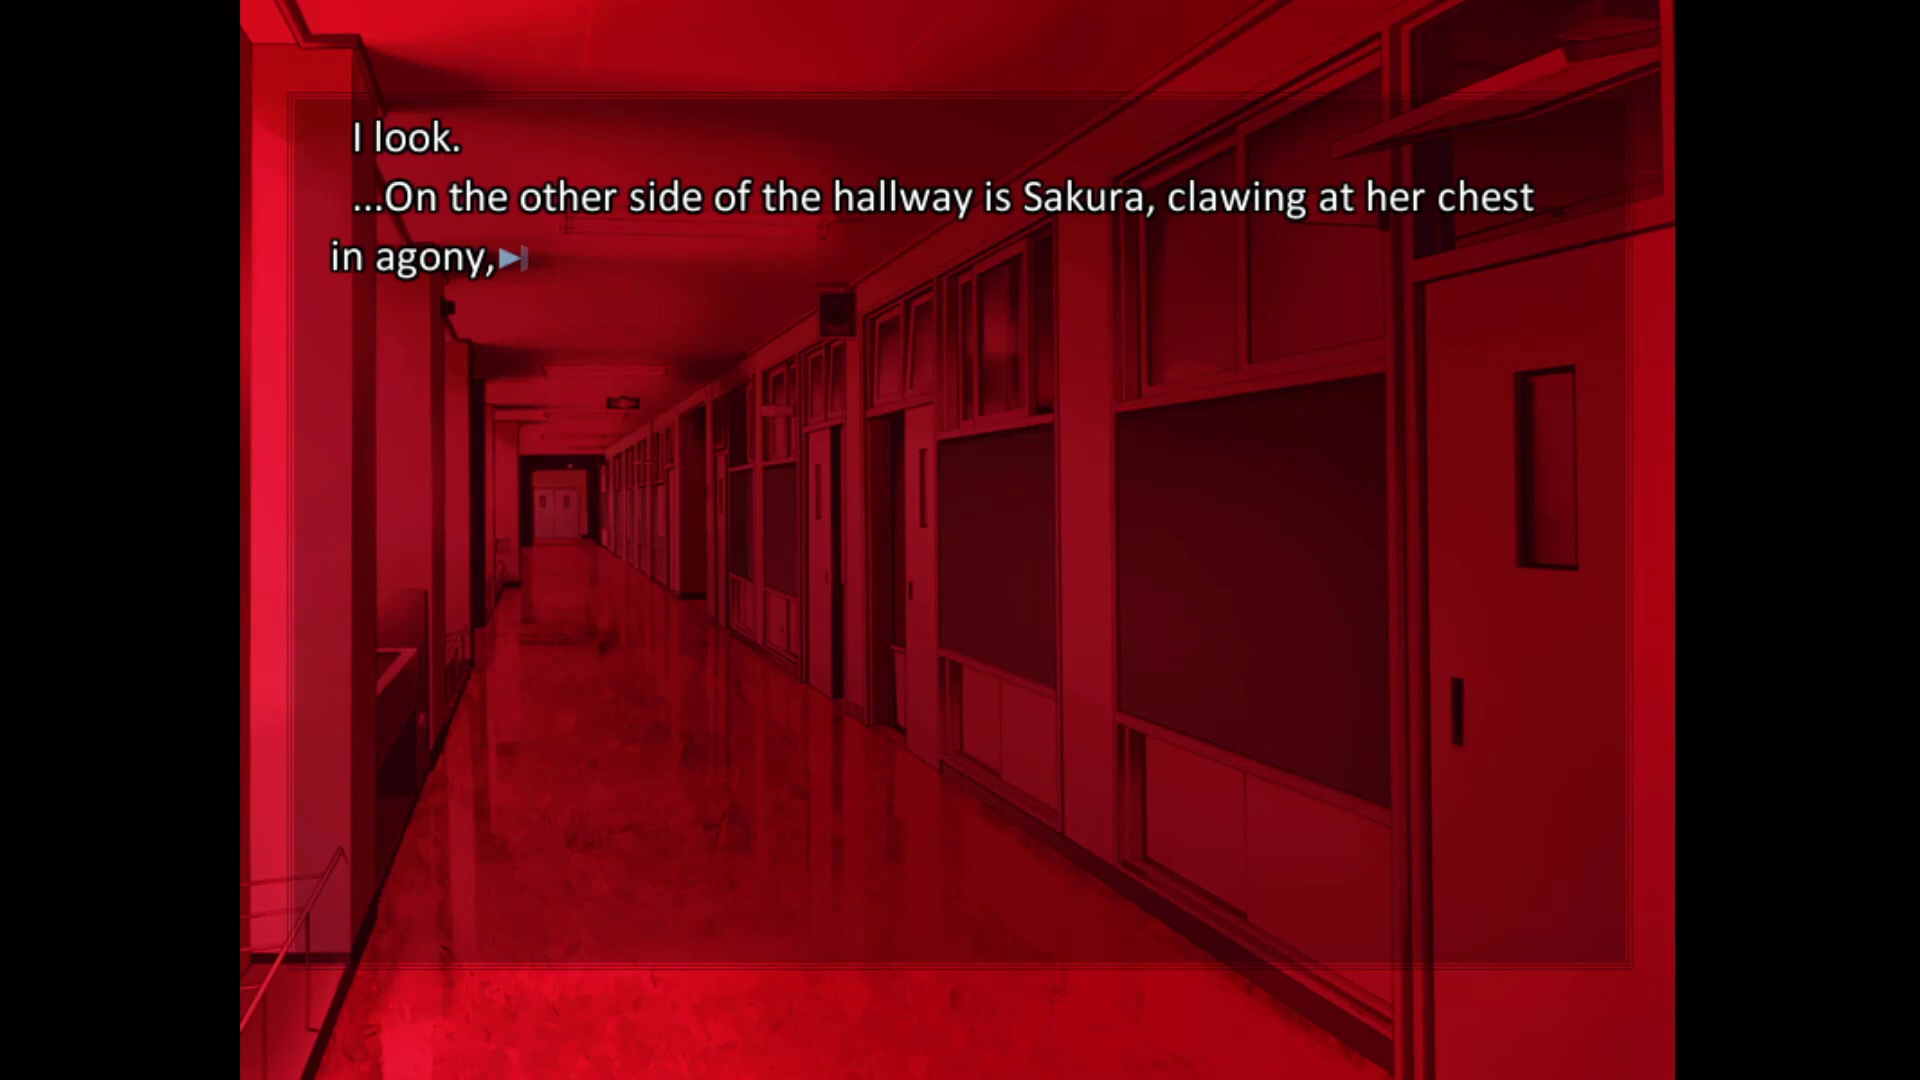 I look.
...On the other side of the hallway is Sakura, clawing at her chest
in agony,